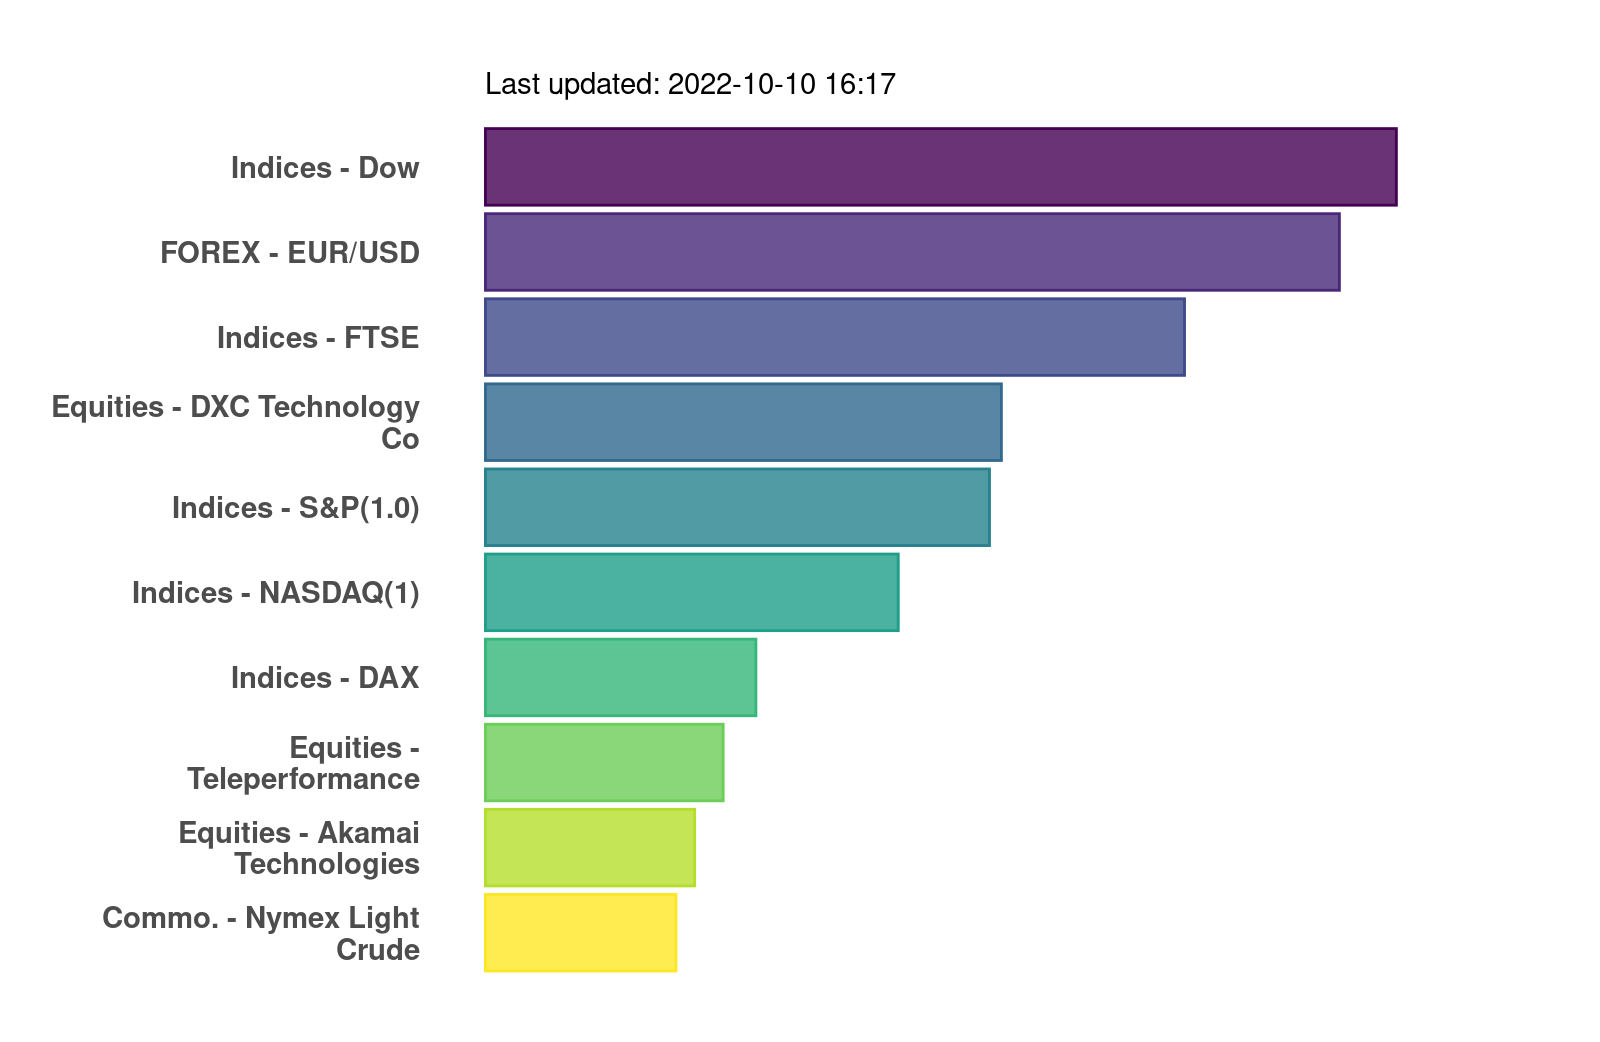 Last updated: 2022-10-10 16:17
Indices - Dow
FOREX - EUR/USD
Indices - FTSE
Equities - DXC Technology
Co
Indices - S&P(1.0)
Indices - NASDAQ(1)
Indices - DAX
Equities -
Teleperformance
Equities - Akamai
Technologies
Commo. - Nymex Light
Crude